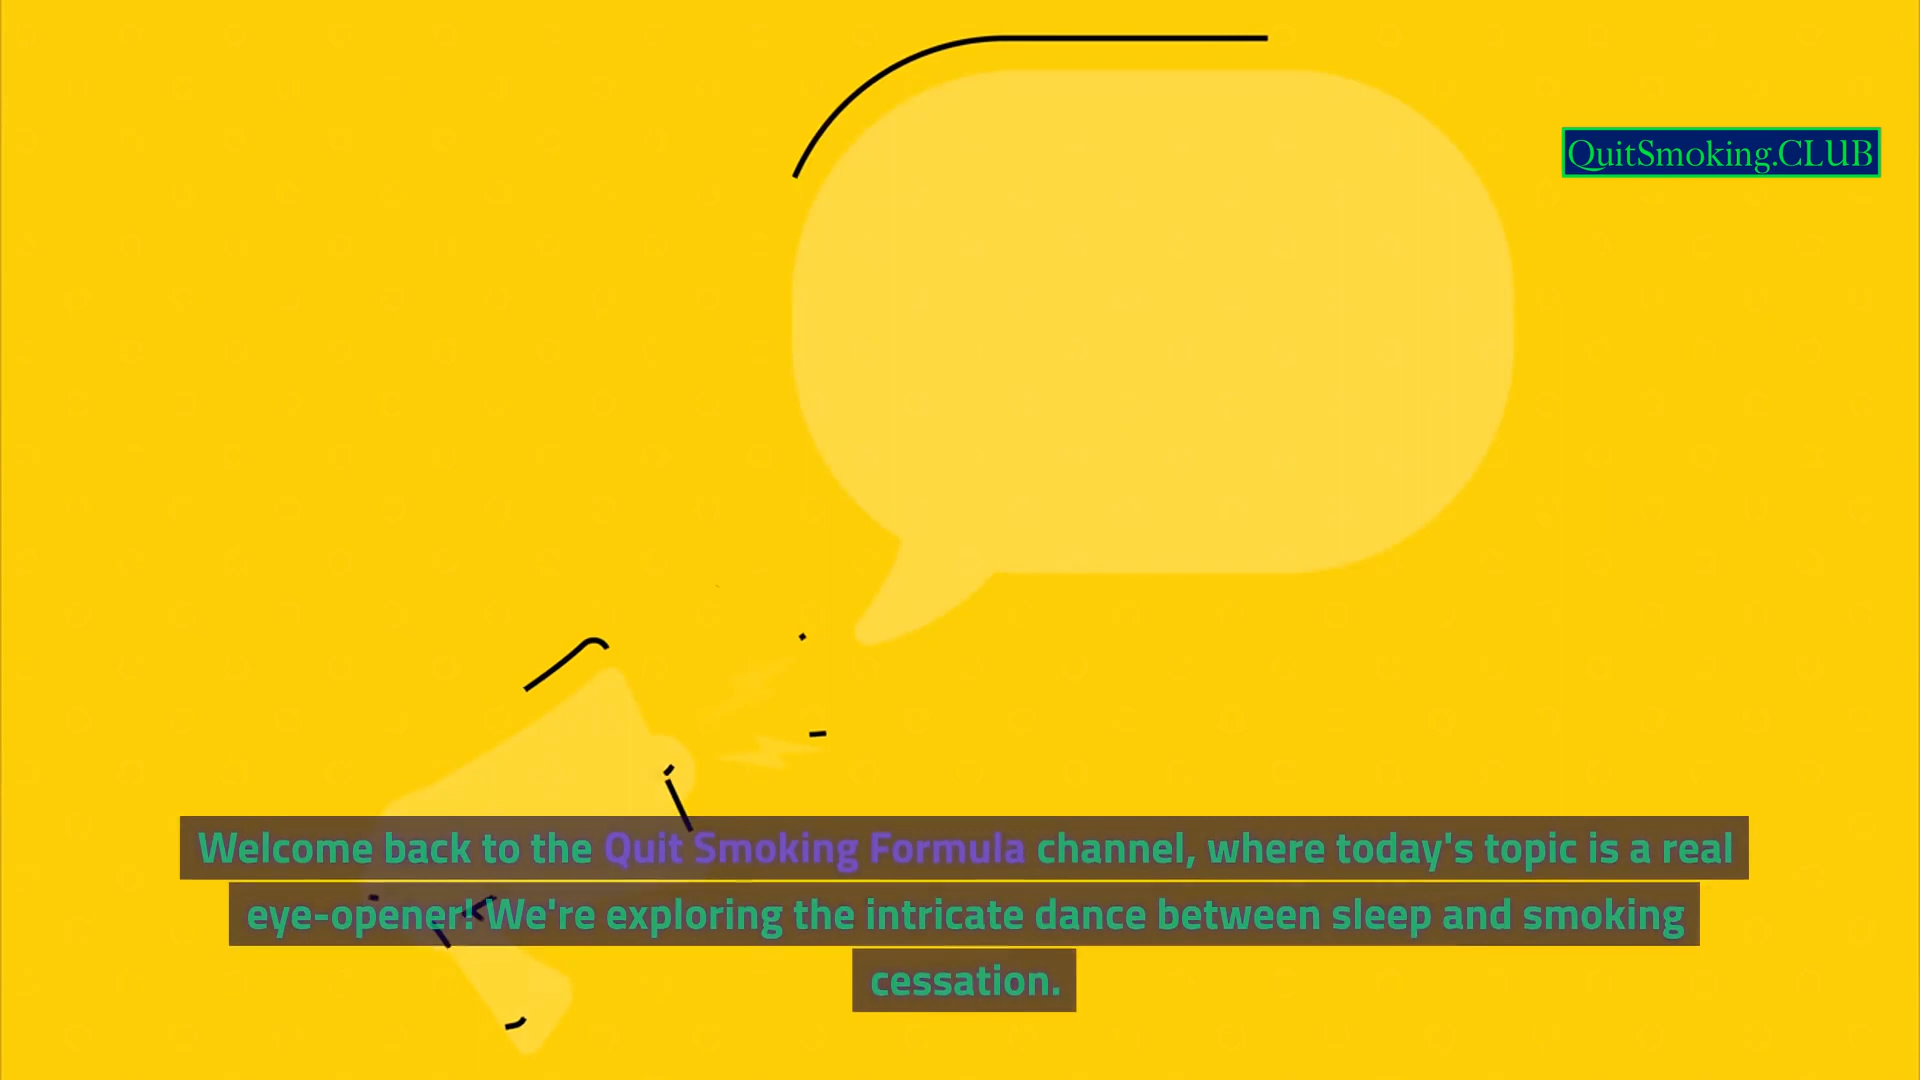 QuitSmoking.CLUB
Welcome back to the Quit Smoking Formula channel, where today's topic is a real
eye-opener! We're exploring the intricate dance between sleep and smoking
cessation.